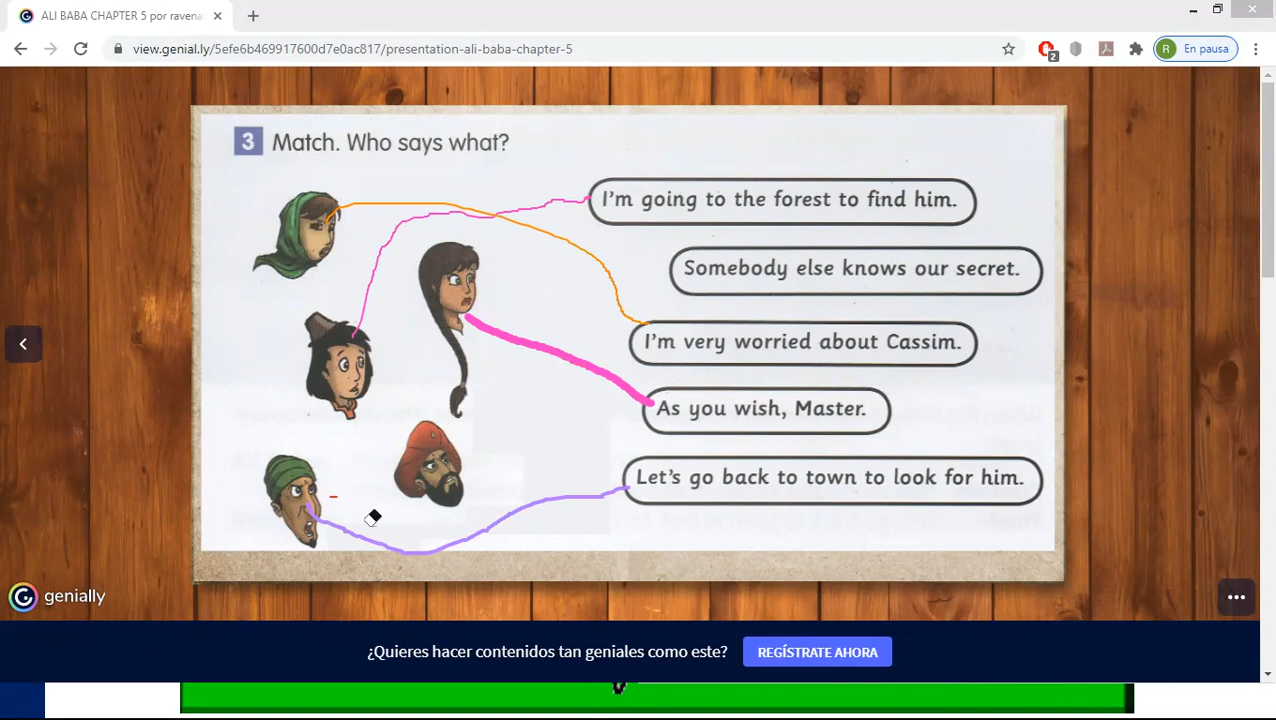 ALI BABA CHAPTER 5 por ravena
view.genial.ly/5efe6b469917600d7e0ac817/presentation-ali-baba-chapter-5
2
R En pausa
3 Match. Who says what?
I'm going to the forest to find him.
Somebody else knows our secret.
I'm very worried about Cassim.
As you wish, Master.
Let's go back to town to look for him.
genially
¿Quieres hacer contenidos tan geniales como este? REGÍSTRATE AHORA